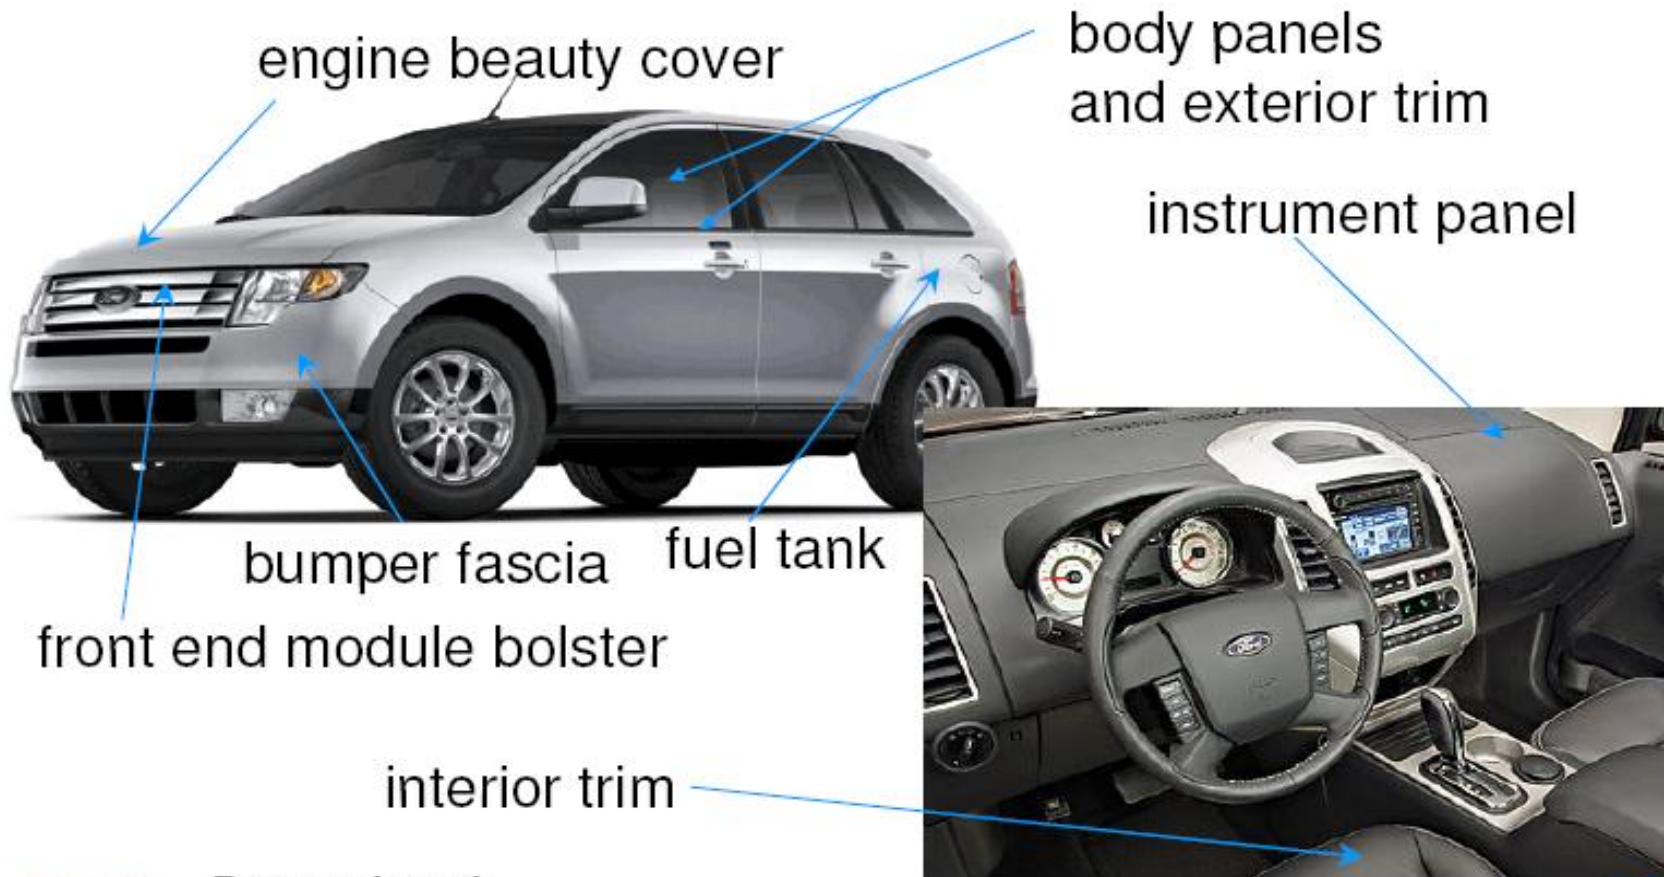 engine beauty cover
body panels
and exterior trim
instrument panel
bumper fascia
fuel tank
front end module bolster
interior trim
Ford